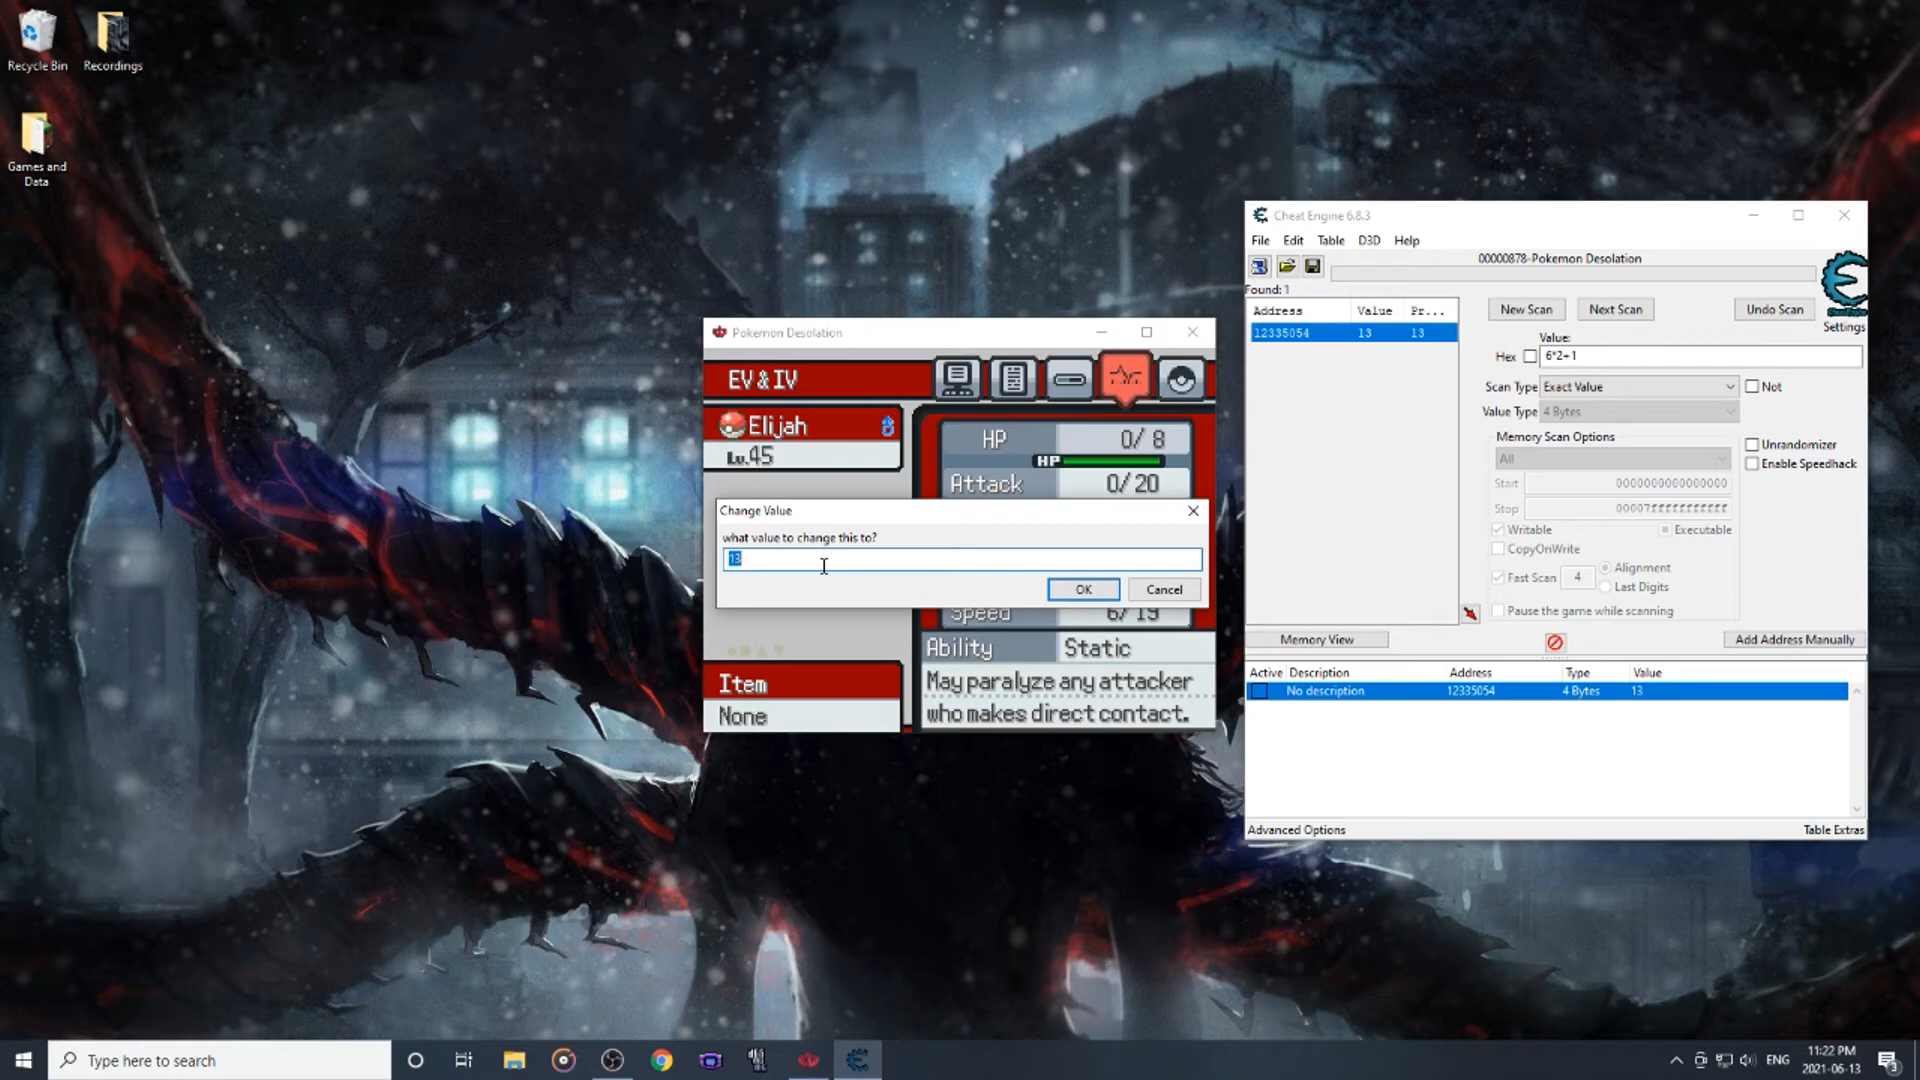 Recycle Bin
Recordings
Games and
Data
Cheat Engine 6.8.3
File Edit Table D3D Help
00000878-Pokemon Desolation
Found: 1
Address Value Pr...
12335054 13 13
New Scan Next Scan Undo Scan
Settings
Value:
Hex 6*2+1
Scan Type Exact Value Not
Value Type 4 Bytes
Memory Scan Options
All
Unrandomizer
Enable Speedhack
Start 0000000000000000
Stop 00007fffffffffff
Writable Executable
CopyOnWrite
Fast Scan 4 Alignment
Last Digits
Pause the game while scanning
Memory View Add Address Manually
Active Description Address Type Value
No description 12335054 4 Bytes 13
Advanced Options Table Extras
Pokemon Desolation
EV & IV
Elijah
Lv.45
HP 0/ 8
HP
Attack 0/20
Change Value
what value to change this to?
13
OK Cancel
Speed 6/19
Ability Static
May paralyze any attacker
who makes direct contact.
Item
None
Type here to search
ENG
11:22 PM
2021-06-13
3